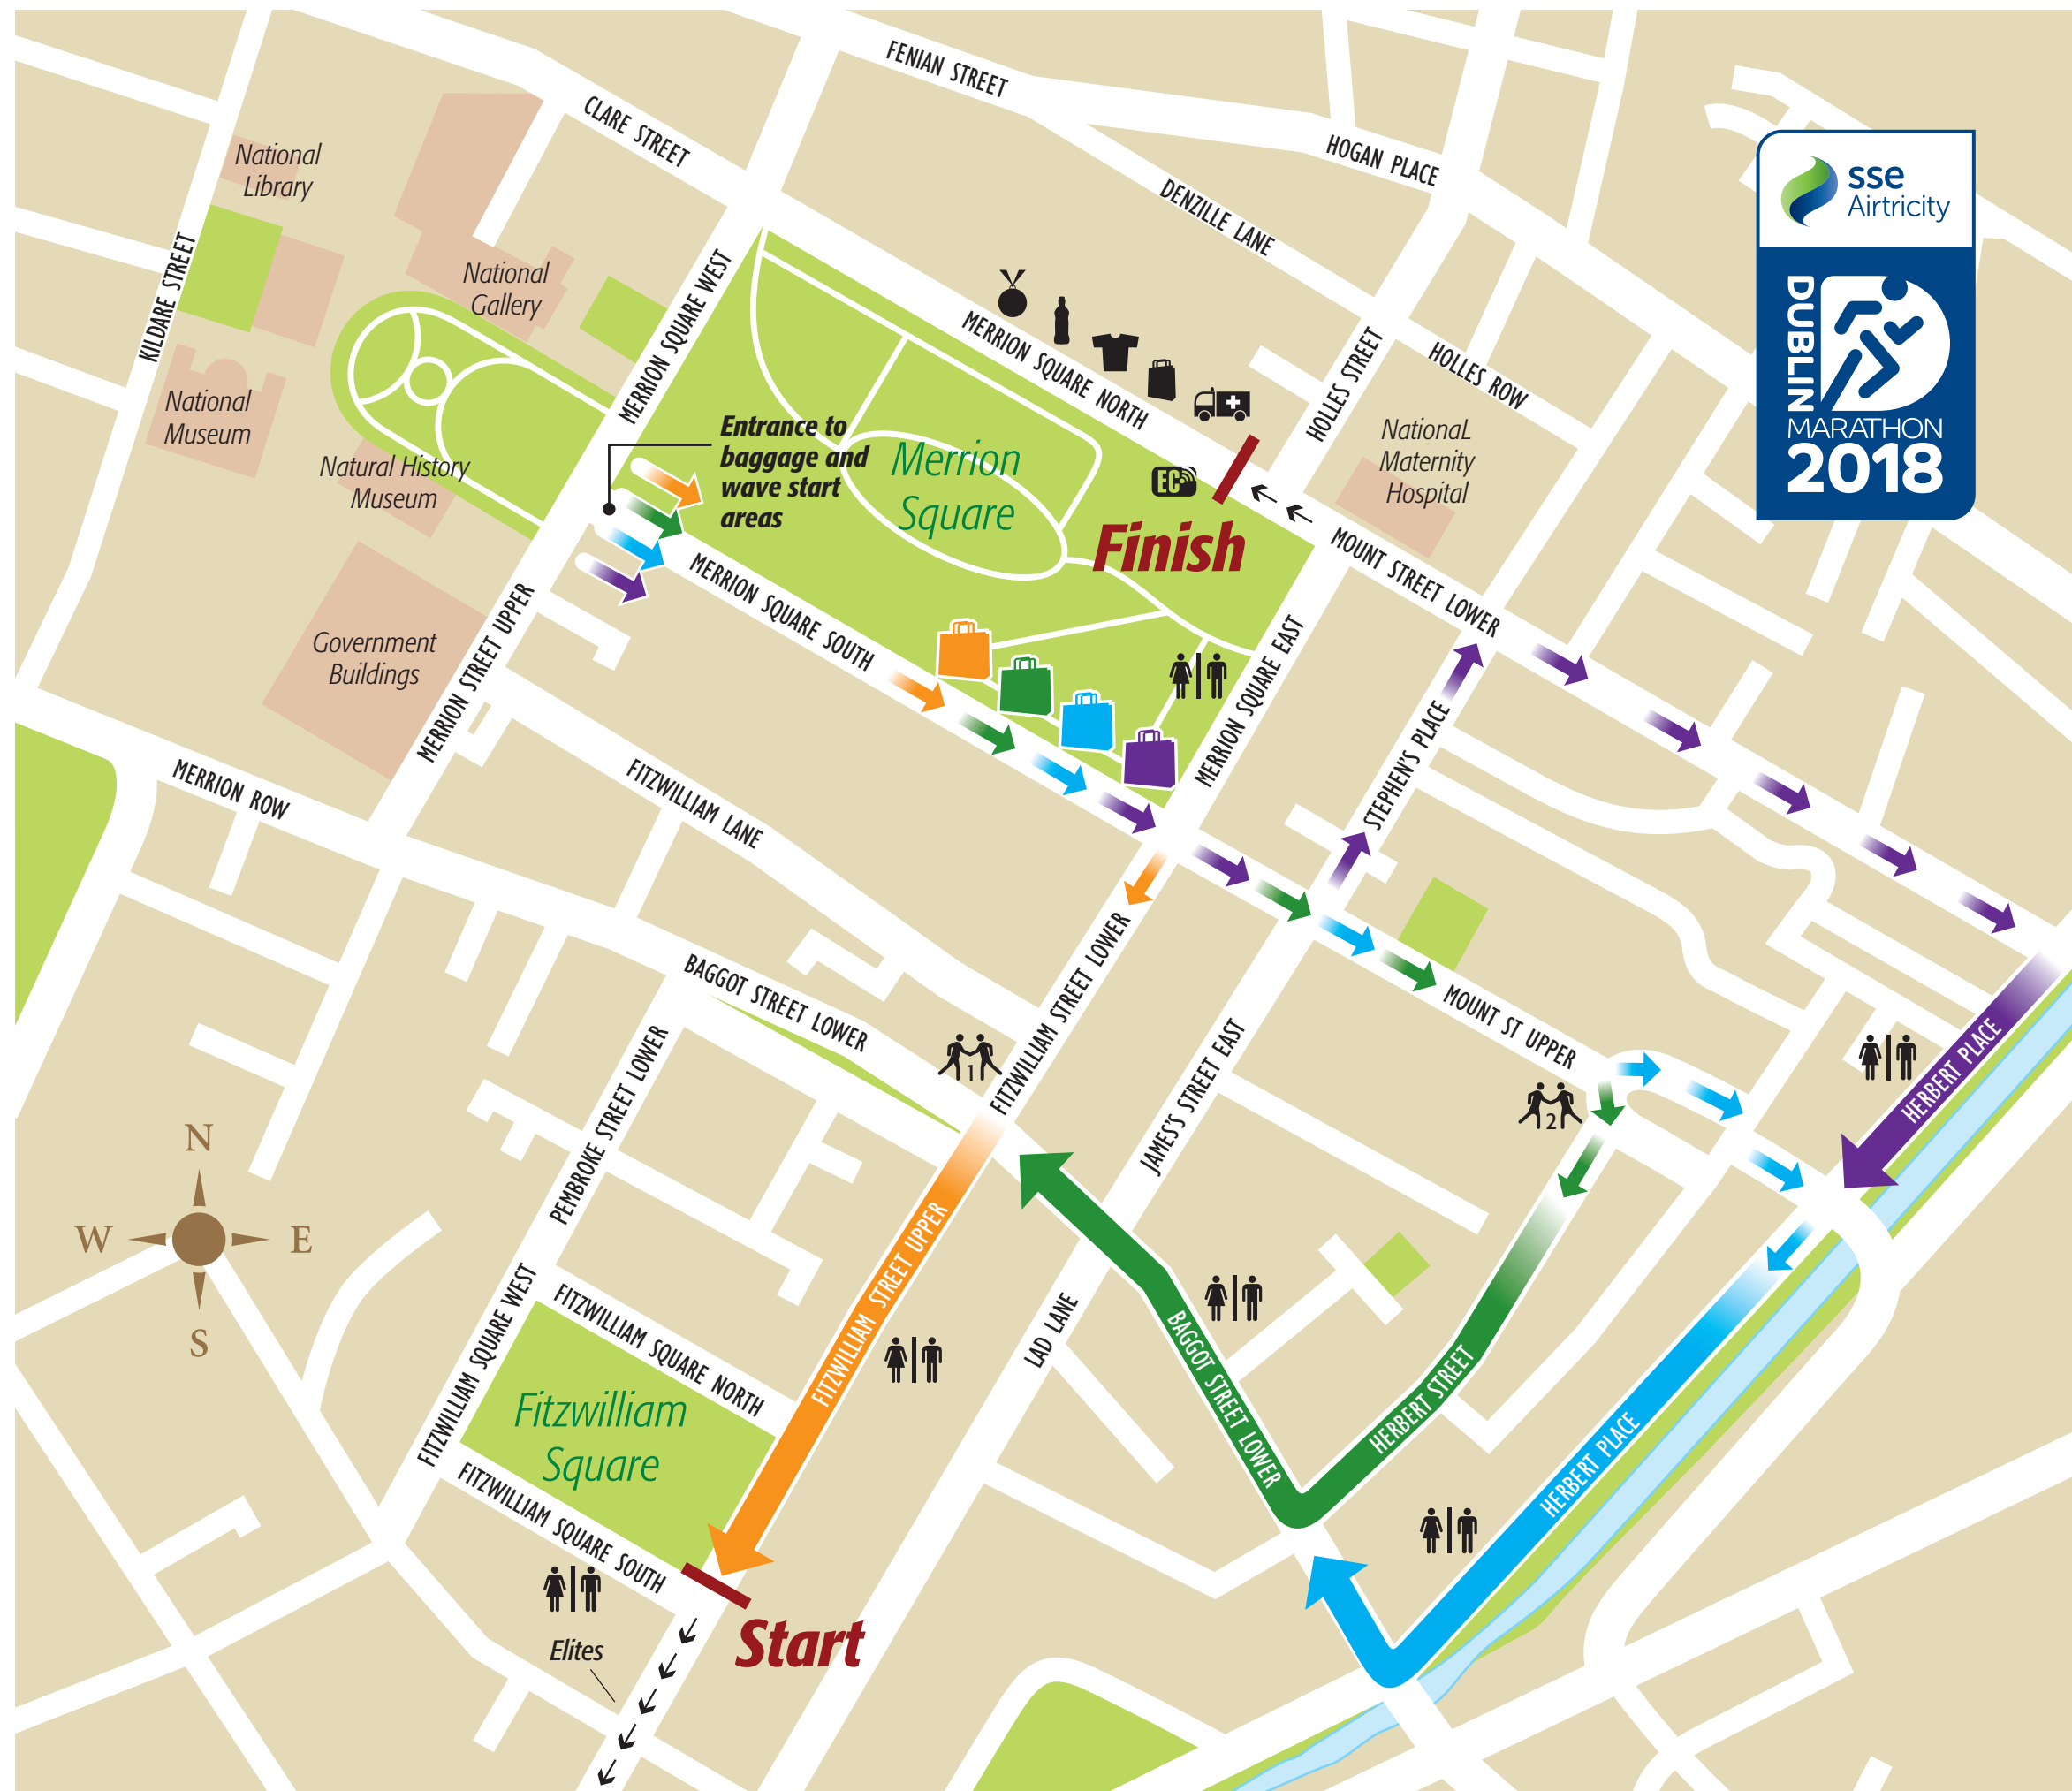 FENIAN STREET
CLARE STREET
HOGAN PLACE
National
Library
sse
Airtricity
DENZILLE LANE
KILDARE STREET
National
Gallery
MERRION SQUARE WEST
DUBLIN
MARATHON
2018
MERRION SQUARE NORTH
HOLLES STREET
HOLLES ROW
National
Museum
Entrance to
baggage and
wave start
areas
Merrion
Square
NationaL
Maternity
Hospital
Natural History
Museum
EC
Finish
MOUNT STREET LOWER
MERRION SQUARE SOUTH
Government
Buildings
MERRION STREET UPPER
MERRION SQUARE EAST
STEPHEN'S PLACE
MERRION ROW
FITZWILLIAM LANE
BAGGOT STREET LOWER
FITZWILLIAM STREET LOWER
MOUNT ST UPPER
HERBERT PLACE
1
2
JAMES'S STREET EAST
PEMBROKE STREET LOWER
N
W
E
S
FITZWILLIAM STREET UPPER
FITZWILLIAM SQUARE WEST
FITZWILLIAM SQUARE NORTH
LAD LANE
BAGGOT STREET LOWER
HERBERT STREET
HERBERT PLACE
Fitzwilliam
Square
FITZWILLIAM SQUARE SOUTH
Start
Elites